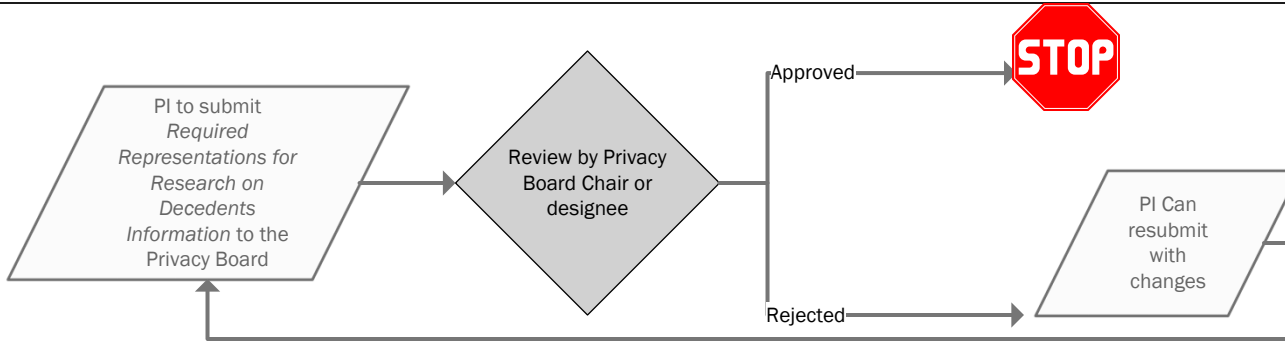 PI to submit
Required
Representations for
Research on
Decedents
Information to the
Privacy Board
Review by Privacy
Board Chair or
designee
Approved
STOP
Rejected
PI Can
resubmit
with
changes